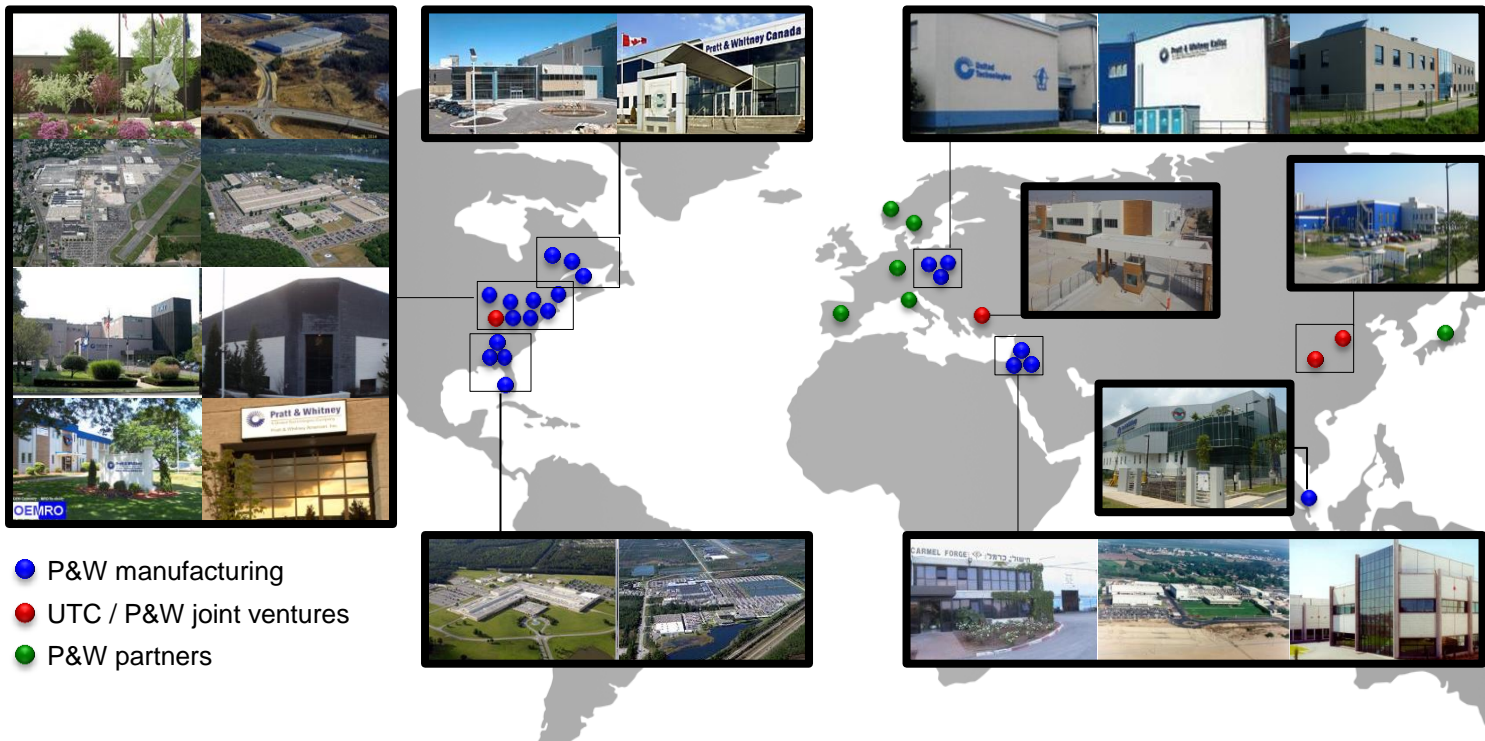 Pratt & Whitney Canada
United
Technologies
Pratt & Whitney Kalisz
Pratt & Whitney
OEMRO
CARMEL FORGE
P&W manufacturing
UTC / P&W joint ventures
P&W partners